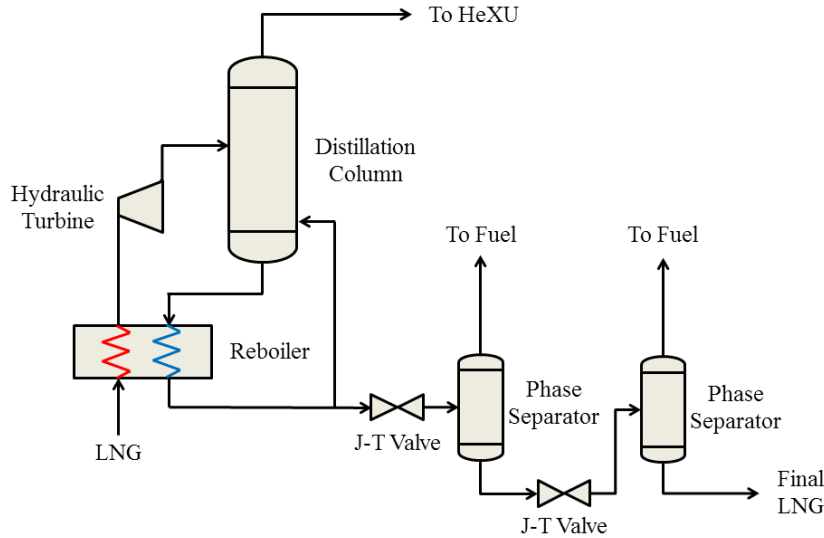 To HeXU
Distillation
Column
Hydraulic
Turbine
To Fuel
To Fuel
Reboiler
Phase
Separator
Phase
Separator
J-T Valve
LNG
Final
LNG
J-T Valve